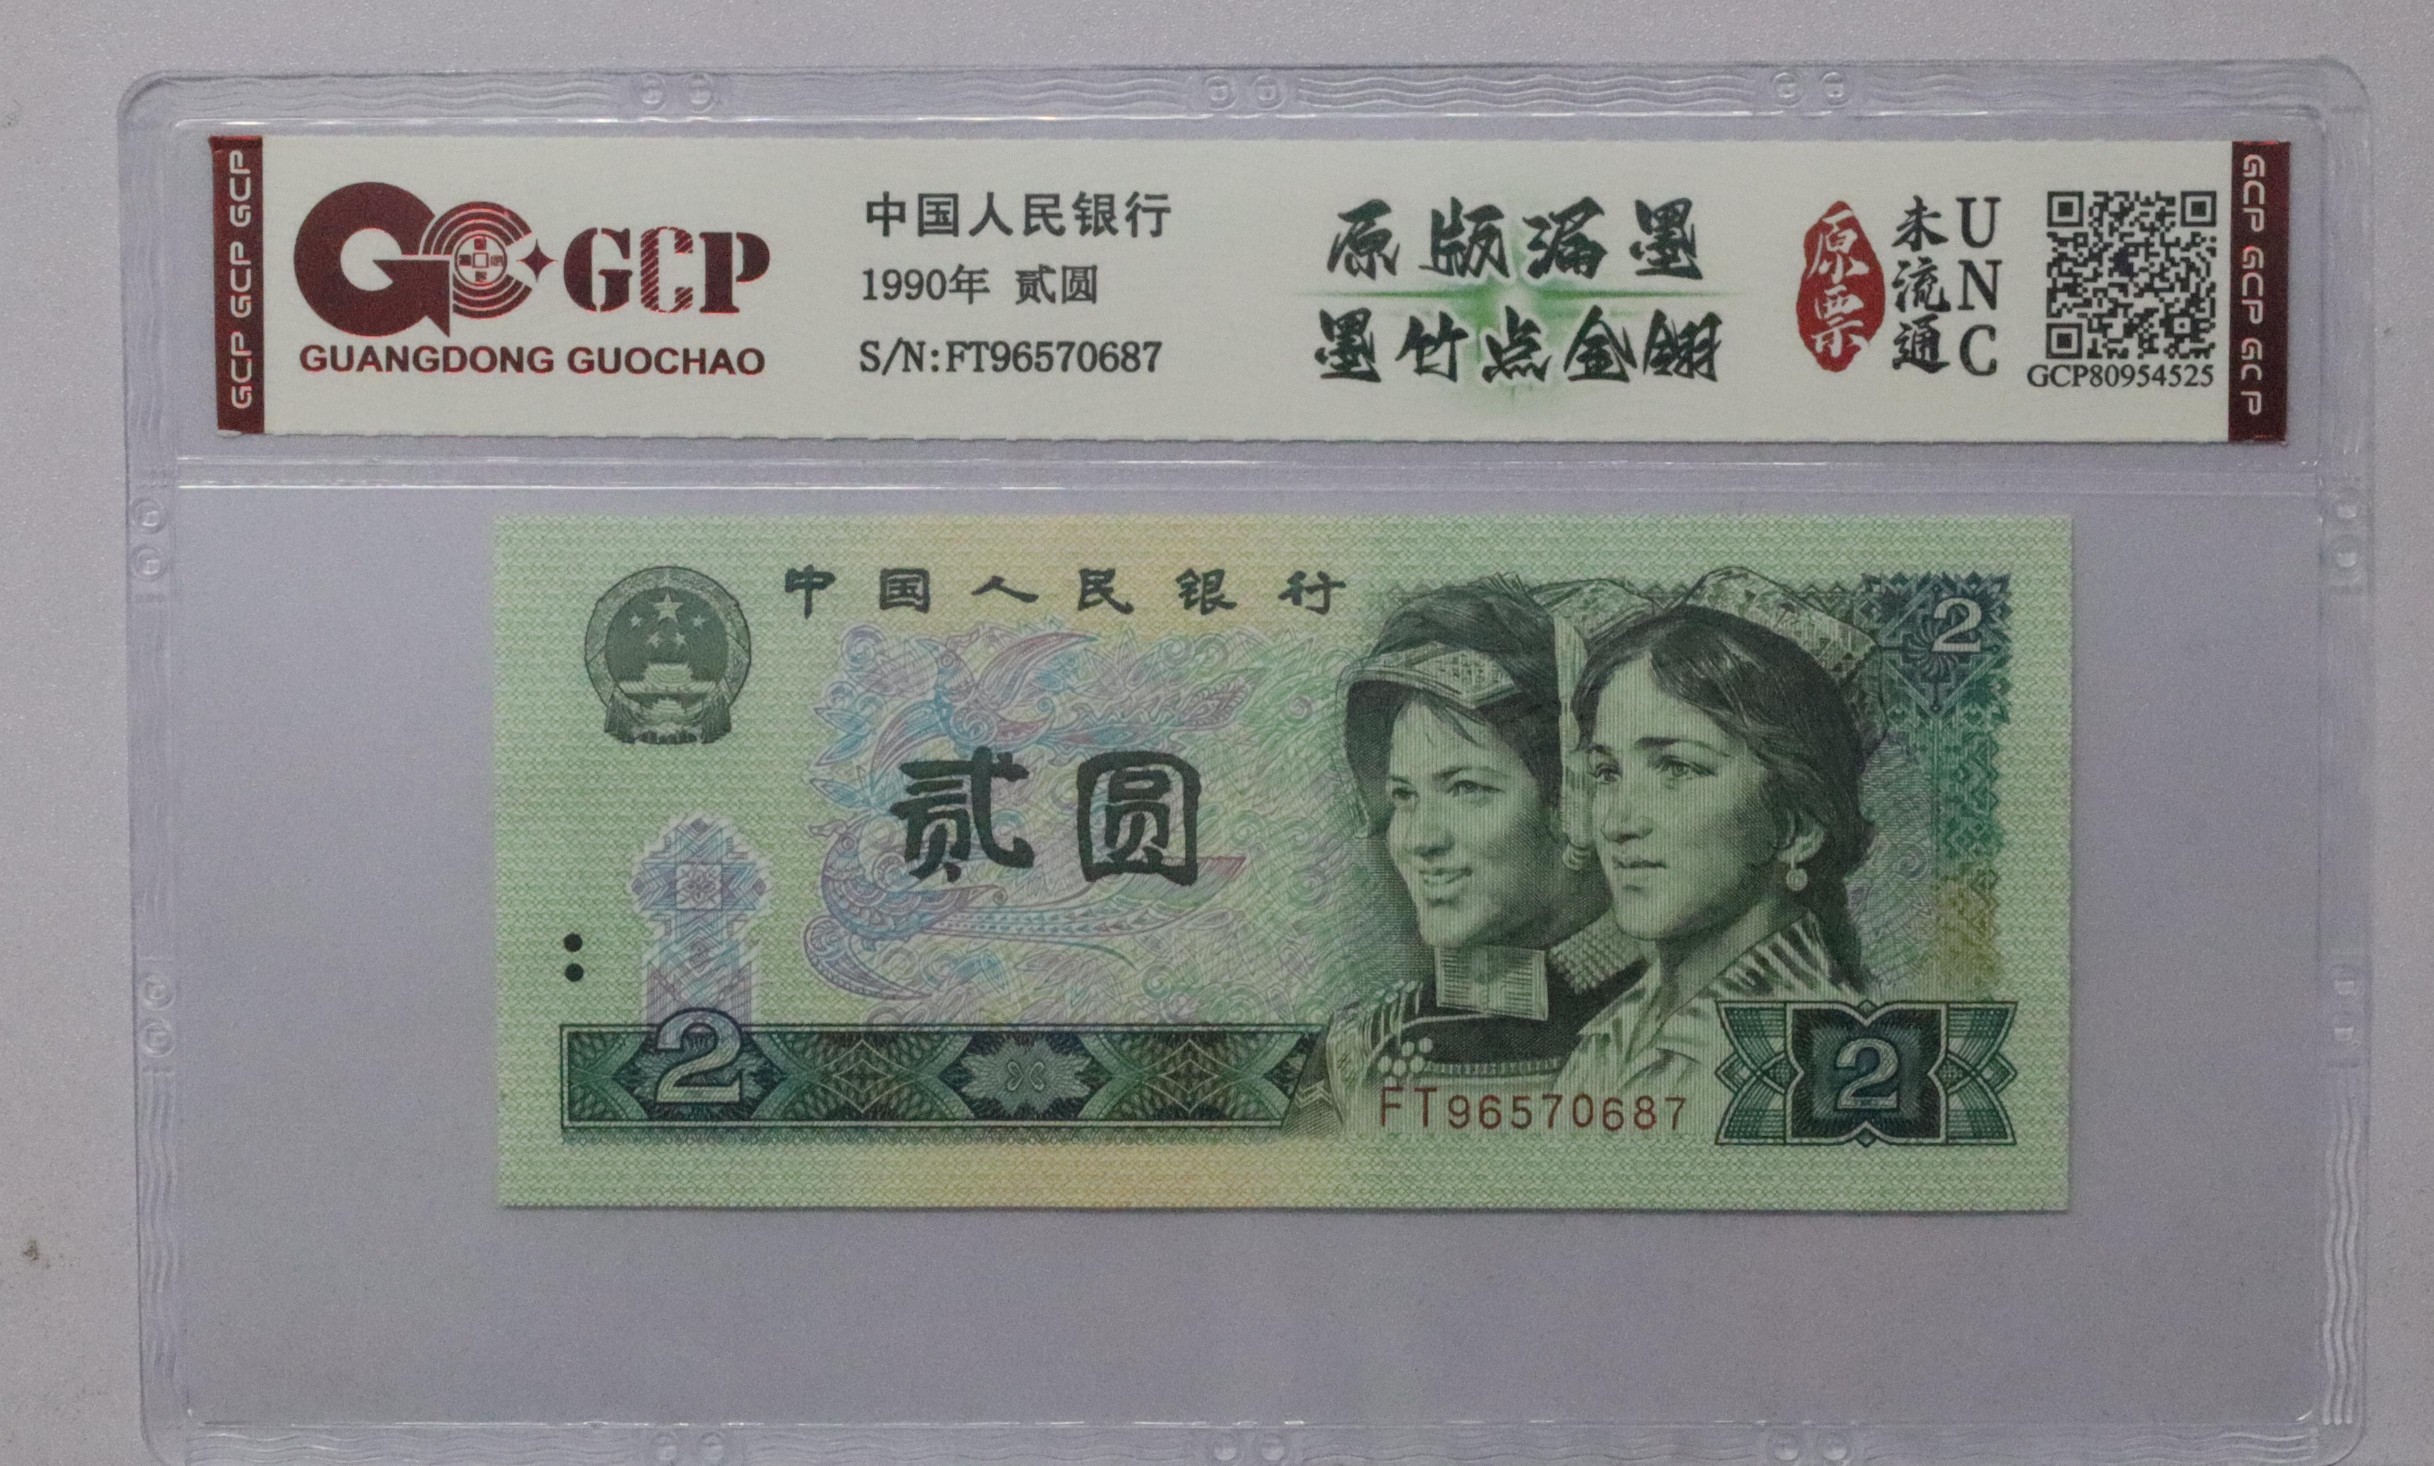 GCP GCP GCP
GCP
GUANGDONG GUOCHAO
中国人民银行
1990年 贰圆
S/N:FT96570687
原版漏墨
墨竹点金翎
原票
未流通
UNC
GCP80954525
GCP GCP GCP
中国人民银行
2
贰圆
2
FT96570687
2